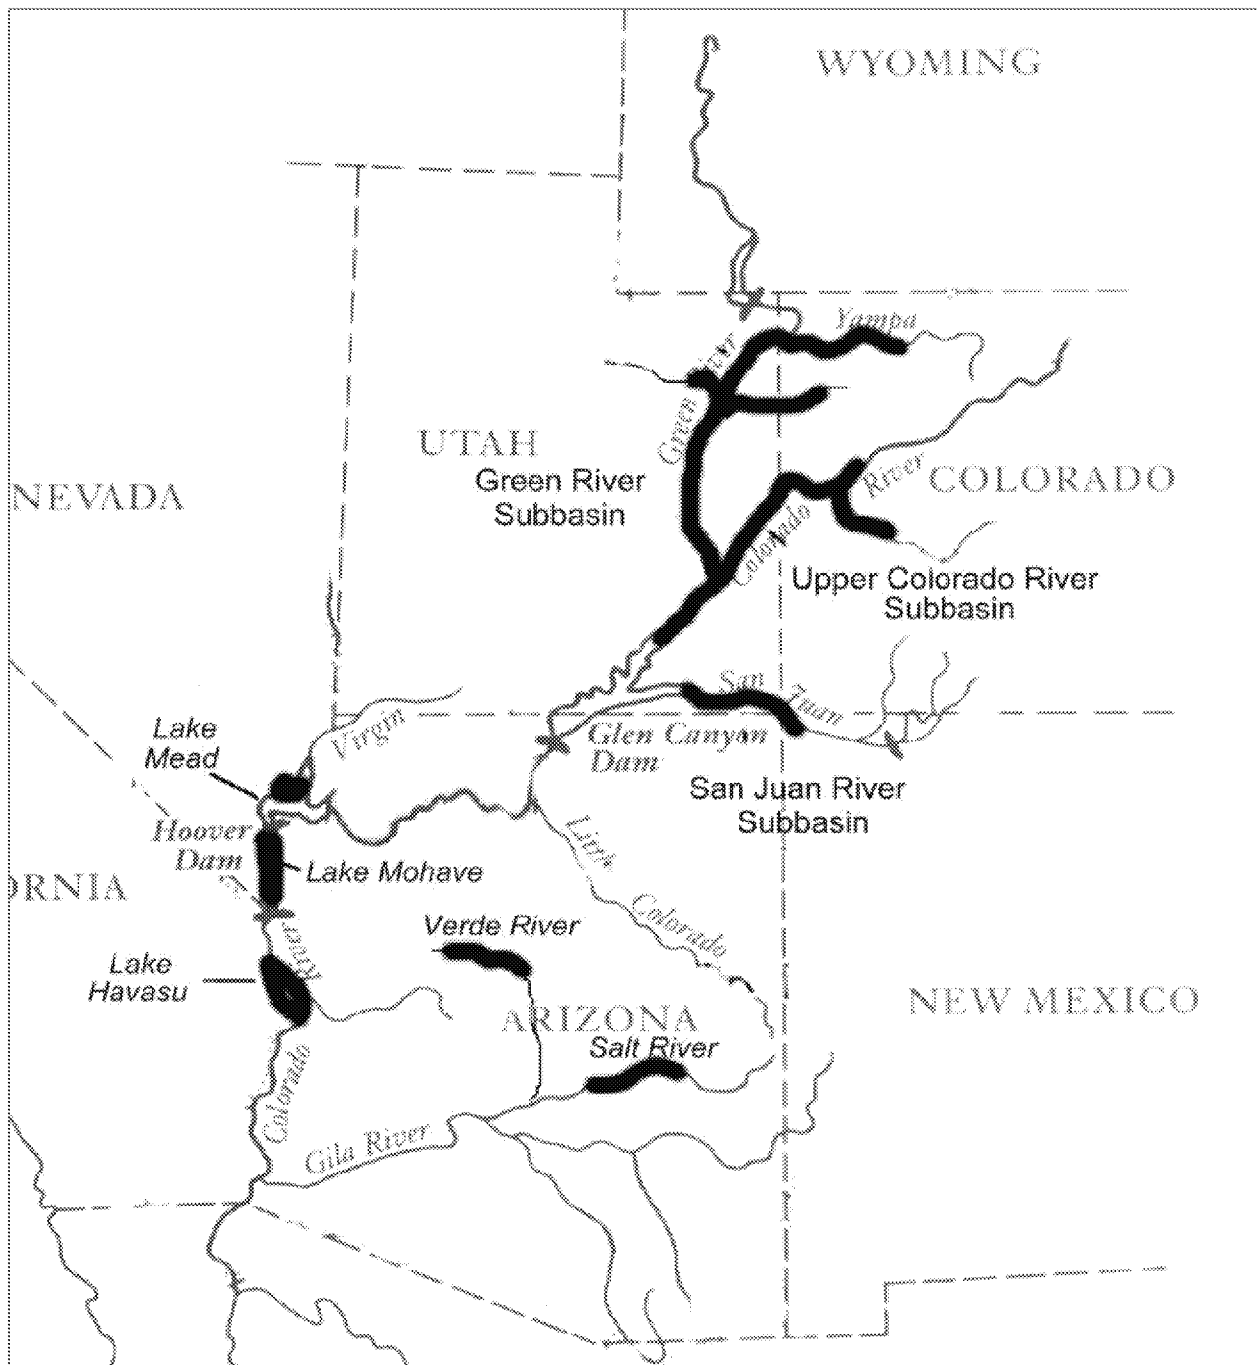 WYOMING
Yampa
River
Green
UTAH
Green River
Subbasin
NEVADA
River
COLORADO
Colorado
Upper Colorado River
Subbasin
San Juan
Virgin
Lake
Mead
Glen Canyon
Dam
San Juan River
Subbasin
Hoover
Dam
Lake Mohave
Little
Colorado
ORNIA
Verde River
River
Lake
Havasu
NEW MEXICO
ARIZONA
Salt River
Colorado
Gila River